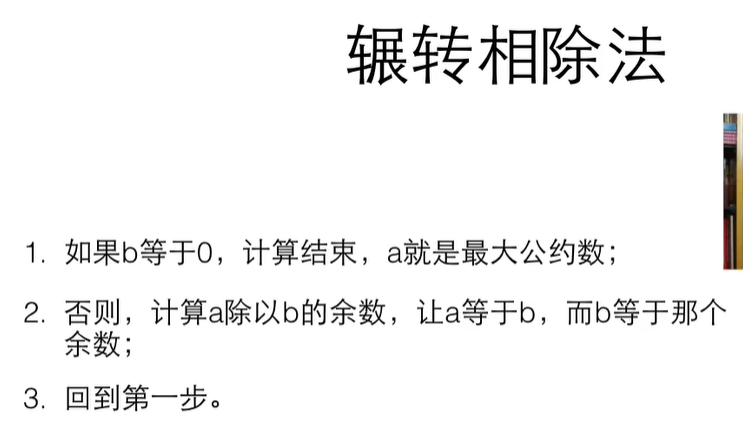 辗转相除法
1. 如果b等于0，计算结束，a就是最大公约数；
2. 否则，计算a除以b的余数，让a等于b，而b等于那个
余数；
3. 回到第一步。